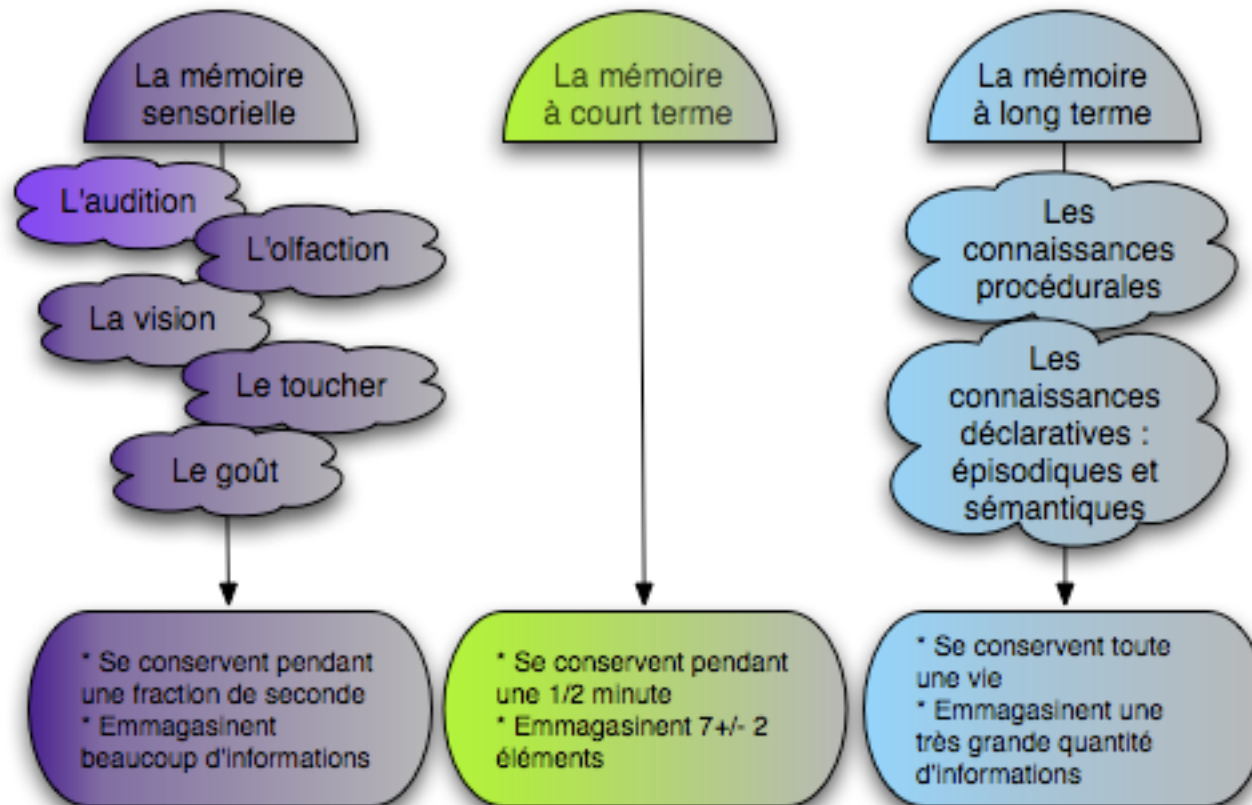 La mémoire
sensorielle
L'audition
L'olfaction
La vision
Le toucher
Le goût
* Se conservent pendant
une fraction de seconde
* Emmagasinent
beaucoup d'informations
La mémoire
à court terme
* Se conservent pendant
une 1/2 minute
* Emmagasinent 7+/- 2
éléments
La mémoire
à long terme
Les
connaissances
procédurales
Les
connaissances
déclaratives :
épisodiques et
sémantiques
* Se conservent toute
une vie
* Emmagasinent une
très grande quantité
d'informations